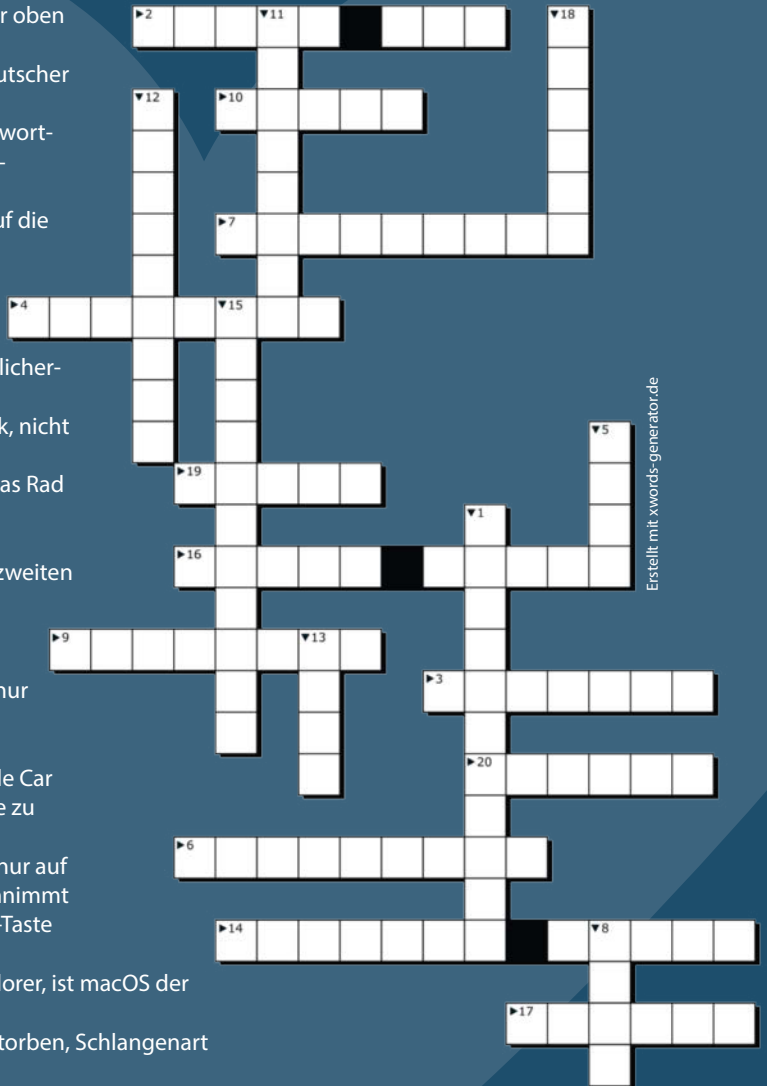 r oben
utscher
wort-
-
uf die
licher-
k, nicht
as Rad
zweiten
nur
le Car
e zu
nur auf
nnimmt
-Taste
lorer, ist macOS der
torben, Schlangenart
▶2 ▼11 ▼18
▼12 ▶10
▶7
▶4 ▼15
▼5
▶19
▼1
▶16
▶9 ▼13
▶3
▶20
▶6
▶14 ▼8
▶17
Erstellt mit xwords-generator.de